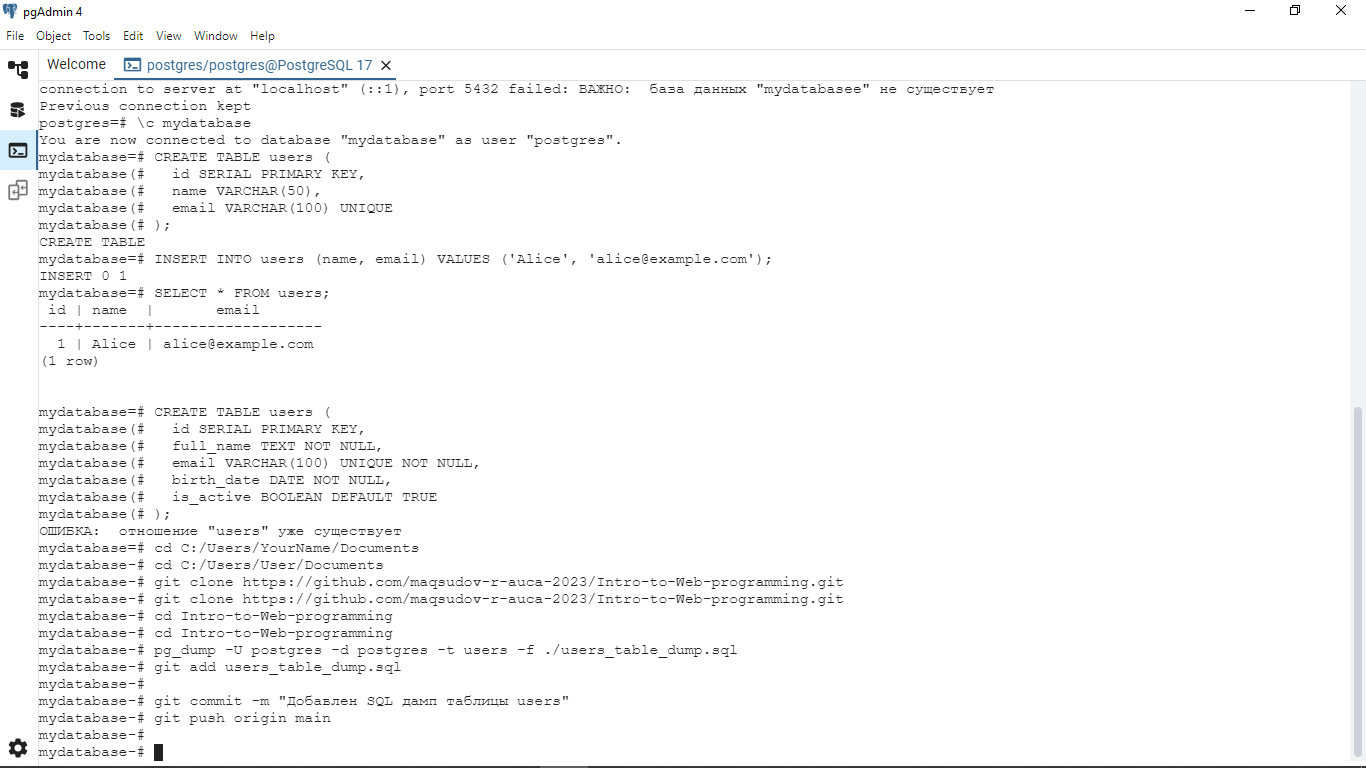 pgAdmin 4
File Object Tools Edit View Window Help
Welcome postgres/postgres@PostgreSQL 17
connection to server at "localhost" (::1), port 5432 failed: ВАЖНО:  база данных "mydatabasee" не существует
Previous connection kept
postgres=# \c mydatabase
You are now connected to database "mydatabase" as user "postgres".
mydatabase=# CREATE TABLE users (
mydatabase(#   id SERIAL PRIMARY KEY,
mydatabase(#   name VARCHAR(50),
mydatabase(#   email VARCHAR(100) UNIQUE
mydatabase(# );
CREATE TABLE
mydatabase=# INSERT INTO users (name, email) VALUES ('Alice', 'alice@example.com');
INSERT 0 1
mydatabase=# SELECT * FROM users;
 id | name  |       email
----+-------+-------------------
  1 | Alice | alice@example.com
(1 row)
mydatabase=# CREATE TABLE users (
mydatabase(#   id SERIAL PRIMARY KEY,
mydatabase(#   full_name TEXT NOT NULL,
mydatabase(#   email VARCHAR(100) UNIQUE NOT NULL,
mydatabase(#   birth_date DATE NOT NULL,
mydatabase(#   is_active BOOLEAN DEFAULT TRUE
mydatabase(# );
ОШИБКА:  отношение "users" уже существует
mydatabase=# cd C:/Users/YourName/Documents
mydatabase-# cd C:/Users/User/Documents
mydatabase-# git clone https://github.com/maqsudov-r-auca-2023/Intro-to-Web-programming.git
mydatabase-# git clone https://github.com/maqsudov-r-auca-2023/Intro-to-Web-programming.git
mydatabase-# cd Intro-to-Web-programming
mydatabase-# cd Intro-to-Web-programming
mydatabase-# pg_dump -U postgres -d postgres -t users -f ./users_table_dump.sql
mydatabase-# git add users_table_dump.sql
mydatabase-#
mydatabase-# git commit -m "Добавлен SQL дамп таблицы users"
mydatabase-# git push origin main
mydatabase-#
mydatabase-#